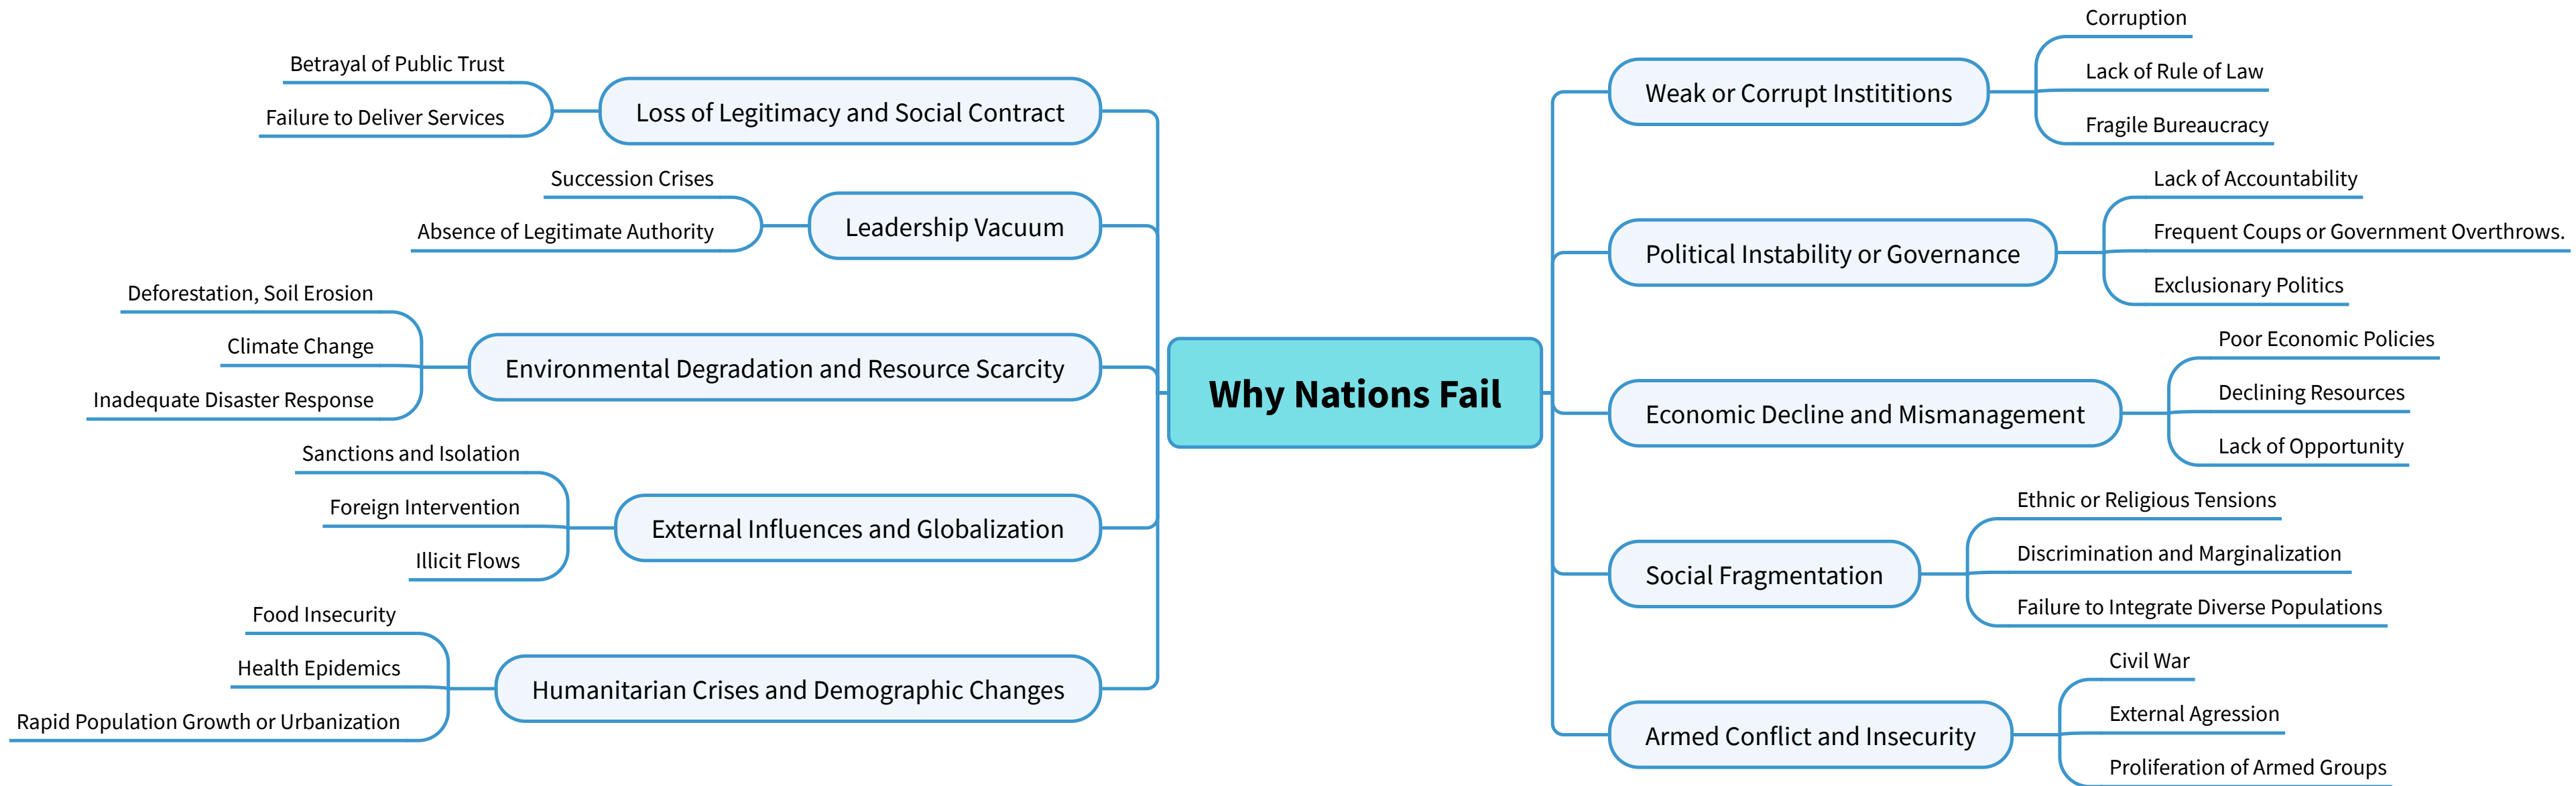 Why Nations Fail
Weak or Corrupt Instititions
Corruption
Lack of Rule of Law
Fragile Bureaucracy
Political Instability or Governance
Lack of Accountability
Frequent Coups or Government Overthrows.
Exclusionary Politics
Economic Decline and Mismanagement
Poor Economic Policies
Declining Resources
Lack of Opportunity
Social Fragmentation
Ethnic or Religious Tensions
Discrimination and Marginalization
Failure to Integrate Diverse Populations
Armed Conflict and Insecurity
Civil War
External Agression
Proliferation of Armed Groups
Loss of Legitimacy and Social Contract
Betrayal of Public Trust
Failure to Deliver Services
Leadership Vacuum
Succession Crises
Absence of Legitimate Authority
Environmental Degradation and Resource Scarcity
Deforestation, Soil Erosion
Climate Change
Inadequate Disaster Response
External Influences and Globalization
Sanctions and Isolation
Foreign Intervention
Illicit Flows
Humanitarian Crises and Demographic Changes
Food Insecurity
Health Epidemics
Rapid Population Growth or Urbanization